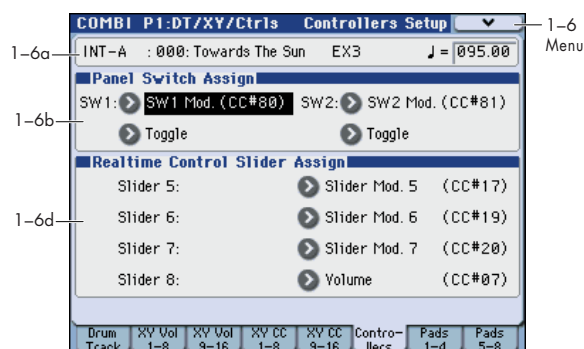 COMBI P1:DT/XY/Ctrls Controllers Setup
1–6
Menu
1–6a
INT-A : 000: Towards The Sun EX3 ♩ = 095.00
Panel Switch Assign
1–6b
SW1: SW1 Mod. (CC#80) SW2: SW2 Mod. (CC#81)
Toggle Toggle
Realtime Control Slider Assign
Slider 5: Slider Mod. 5 (CC#17)
1–6d
Slider 6: Slider Mod. 6 (CC#19)
Slider 7: Slider Mod. 7 (CC#20)
Slider 8: Volume (CC#07)
Drum XY Vol XY Vol XY CC XY CC Contro– Pads Pads
Track 1–8 9–16 1–8 9–16 llers 1–4 5–8